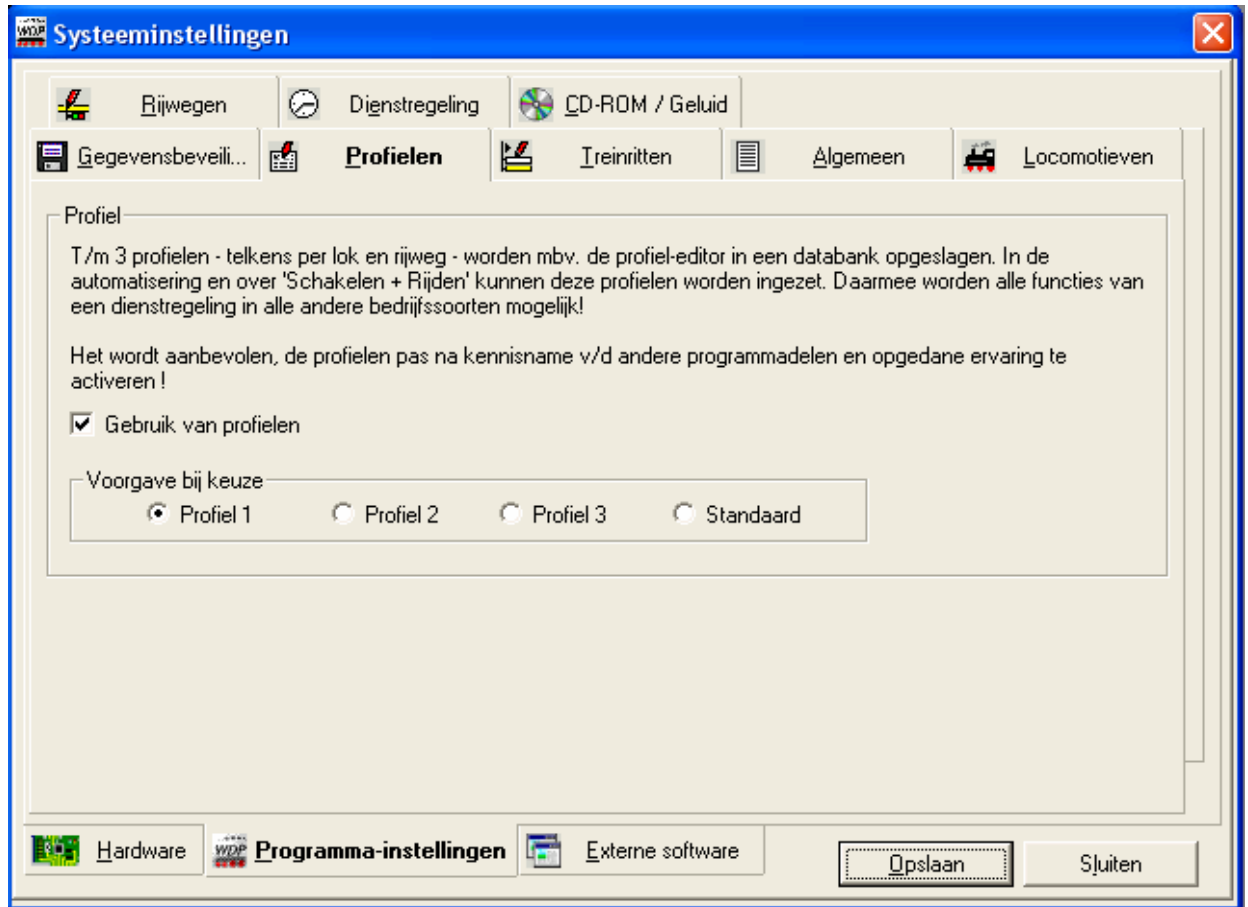 WDP Systeeminstellingen
Rijwegen Dienstregeling CD-ROM / Geluid
Gegevensbeveili... Profielen Treinritten Algemeen Locomotieven
Profiel
T/m 3 profielen - telkens per lok en rijweg - worden mbv. de profiel-editor in een databank opgeslagen. In de
automatisering en over 'Schakelen + Rijden' kunnen deze profielen worden ingezet. Daarmee worden alle functies van
een dienstregeling in alle andere bedrijfssoorten mogelijk!
Het wordt aanbevolen, de profielen pas na kennisname v/d andere programmadelen en opgedane ervaring te
activeren !
Gebruik van profielen
Voorgave bij keuze
Profiel 1 Profiel 2 Profiel 3 Standaard
Hardware WDP Programma-instellingen Externe software
Opslaan Sluiten